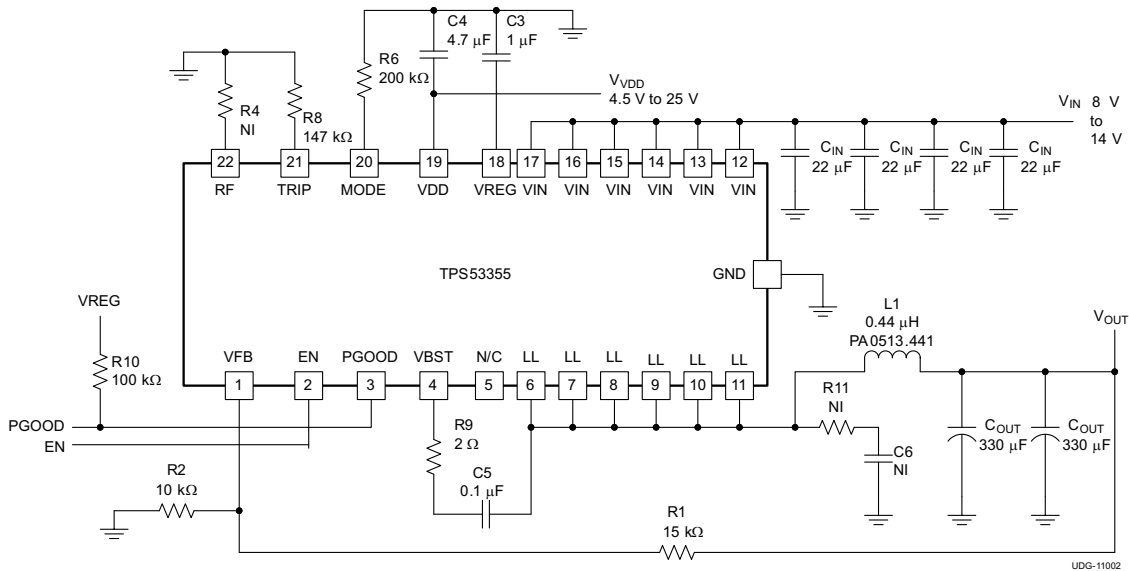 C4
4.7 µF
C3
1 µF
R6
200 kΩ
R4
NI
R8
147 kΩ
V_VDD
4.5 V to 25 V
V_IN 8 V
to
14 V
C_IN
22 µF
C_IN
22 µF
C_IN
22 µF
C_IN
22 µF
22 21 20 19 18 17 16 15 14 13 12
RF TRIP MODE VDD VREG VIN VIN VIN VIN VIN VIN
TPS53355
GND
VREG
R10
100 kΩ
L1
0.44 µH
PA0513.441
V_OUT
VFB EN PGOOD VBST N/C LL LL LL LL LL LL
1 2 3 4 5 6 7 8 9 10 11
R11
NI
PGOOD
EN
R9
2 Ω
C_OUT
330 µF
C_OUT
330 µF
C6
NI
C5
0.1 µF
R2
10 kΩ
R1
15 kΩ
UDG-11002